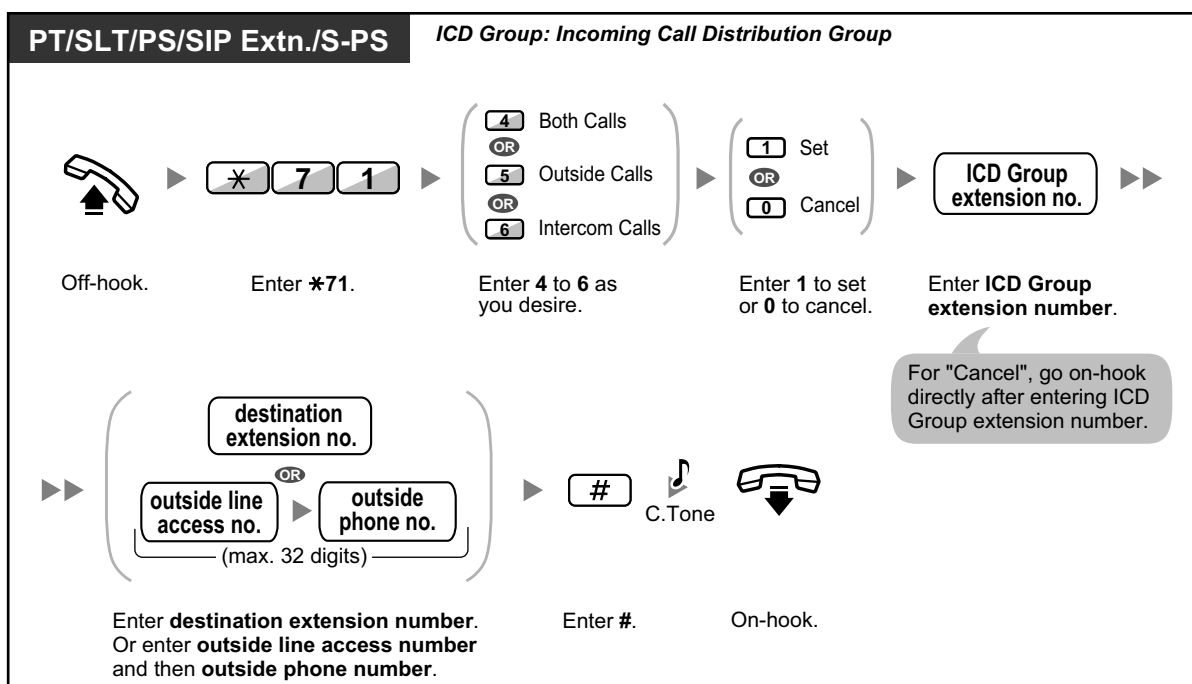 PT/SLT/PS/SIP Extn./S-PS
ICD Group: Incoming Call Distribution Group
4 Both Calls
OR
5 Outside Calls
OR
6 Intercom Calls
1 Set
OR
0 Cancel
✳ 7 1
ICD Group
extension no.
Off-hook.
Enter ✳71.
Enter 4 to 6 as
you desire.
Enter 1 to set
or 0 to cancel.
Enter ICD Group
extension number.
For "Cancel", go on-hook
directly after entering ICD
Group extension number.
destination
extension no.
OR
outside line
access no.
outside
phone no.
(max. 32 digits)
#
C.Tone
Enter destination extension number.
Or enter outside line access number
and then outside phone number.
Enter #.
On-hook.